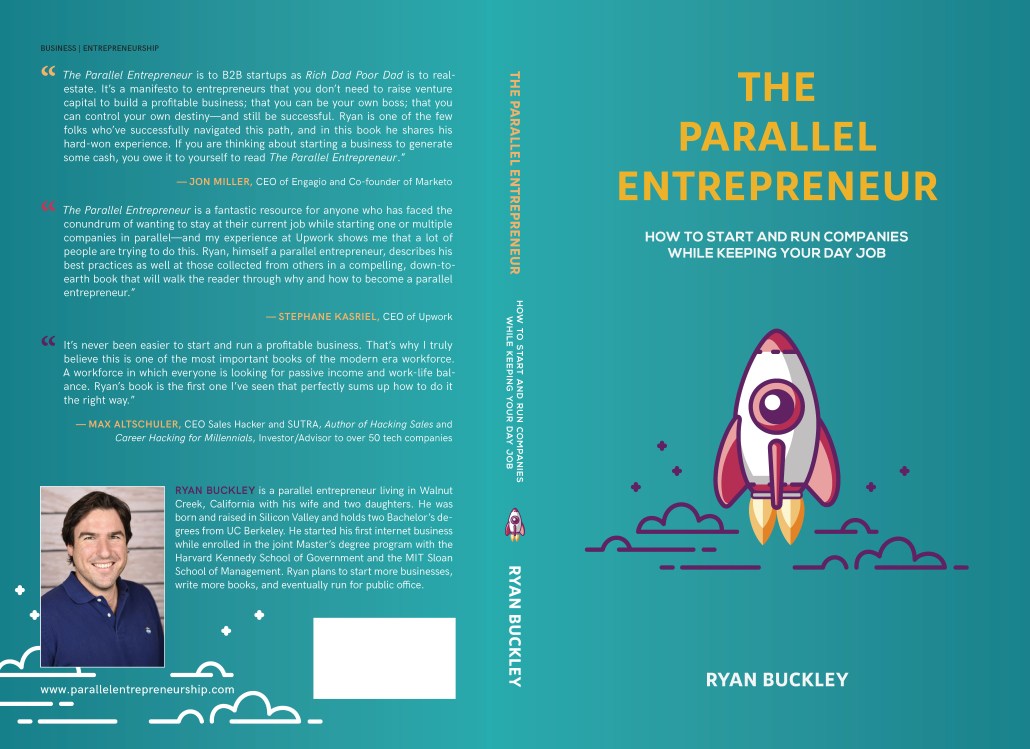 BUSINESS | ENTREPRENEURSHIP
“ The Parallel Entrepreneur is to B2B startups as Rich Dad Poor Dad is to real-
estate. It’s a manifesto to entrepreneurs that you don’t need to raise venture
capital to build a profitable business; that you can be your own boss; that you
can control your own destiny—and still be successful. Ryan is one of the few
folks who’ve successfully navigated this path, and in this book he shares his
hard-won experience. If you are thinking about starting a business to generate
some cash, you owe it to yourself to read The Parallel Entrepreneur.”
— JON MILLER, CEO of Engagio and Co-founder of Marketo
“ The Parallel Entrepreneur is a fantastic resource for anyone who has faced the
conundrum of wanting to stay at their current job while starting one or multiple
companies in parallel—and my experience at Upwork shows me that a lot of
people are trying to do this. Ryan, himself a parallel entrepreneur, describes his
best practices as well at those collected from others in a compelling, down-to-
earth book that will walk the reader through why and how to become a parallel
entrepreneur.”
— STEPHANE KASRIEL, CEO of Upwork
“ It’s never been easier to start and run a profitable business. That’s why I truly
believe this is one of the most important books of the modern era workforce.
A workforce in which everyone is looking for passive income and work-life bal-
ance. Ryan’s book is the first one I’ve seen that perfectly sums up how to do it
the right way.”
— MAX ALTSCHULER, CEO Sales Hacker and SUTRA, Author of Hacking Sales and
Career Hacking for Millennials, Investor/Advisor to over 50 tech companies
RYAN BUCKLEY is a parallel entrepreneur living in Walnut
Creek, California with his wife and two daughters. He was
born and raised in Silicon Valley and holds two Bachelor’s de-
grees from UC Berkeley. He started his first internet business
while enrolled in the joint Master’s degree program with the
Harvard Kennedy School of Government and the MIT Sloan
School of Management. Ryan plans to start more businesses,
write more books, and eventually run for public office.
www.parallelentrepreneurship.com
THE PARALLEL ENTREPRENEUR
HOW TO START AND RUN COMPANIES
WHILE KEEPING YOUR DAY JOB
RYAN BUCKLEY
THE
PARALLEL
ENTREPRENEUR
HOW TO START AND RUN COMPANIES
WHILE KEEPING YOUR DAY JOB
RYAN BUCKLEY